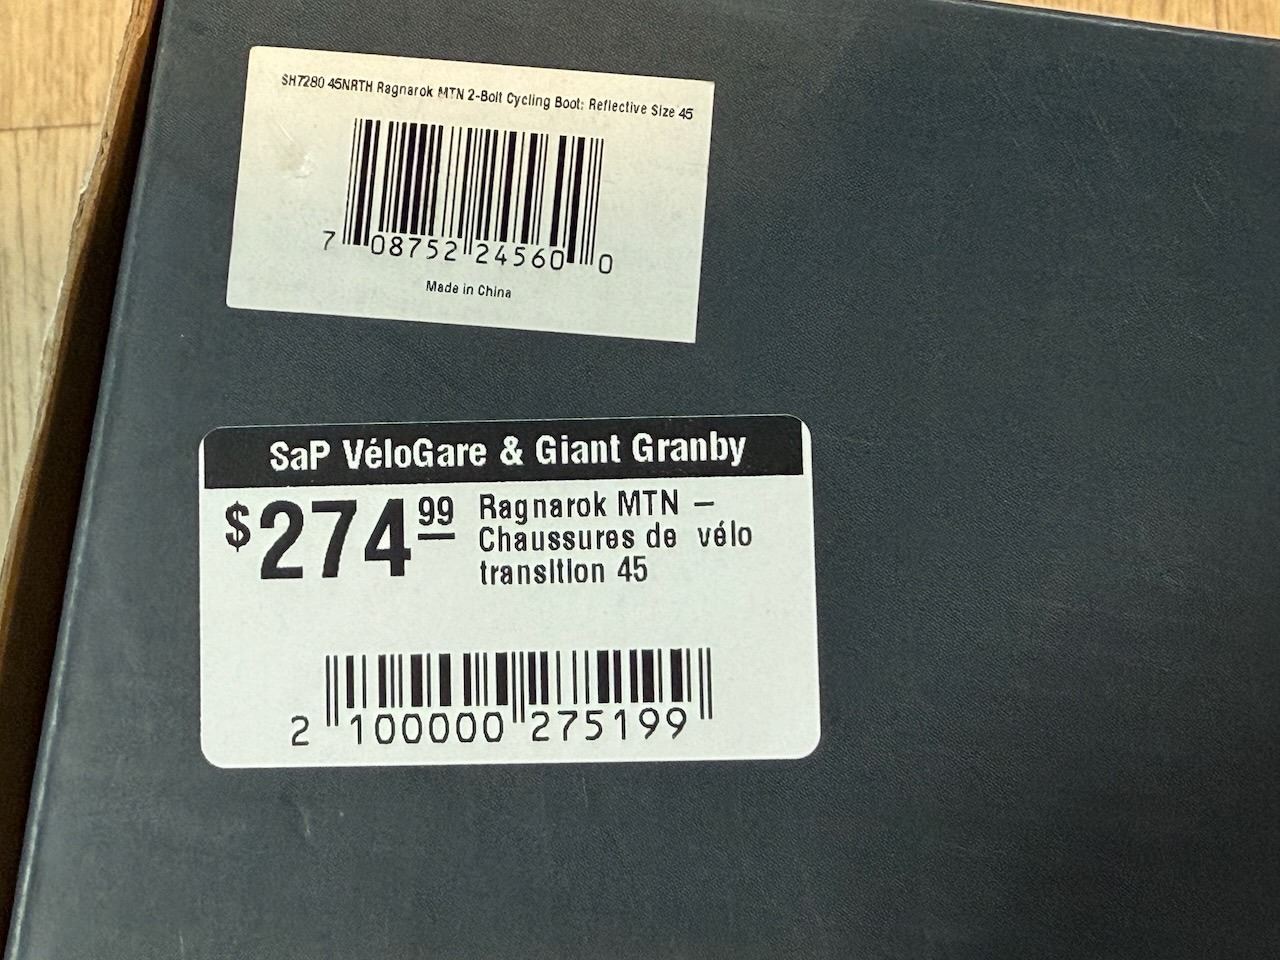 SH7280 45NRTH Ragnarok MTN 2-Bolt Cycling Boot: Reflective Size 45
7 08752 24560 0
Made in China
SaP VéloGare & Giant Granby
$274.99 Ragnarok MTN –
Chaussures de vélo
transition 45
2 100000 275199